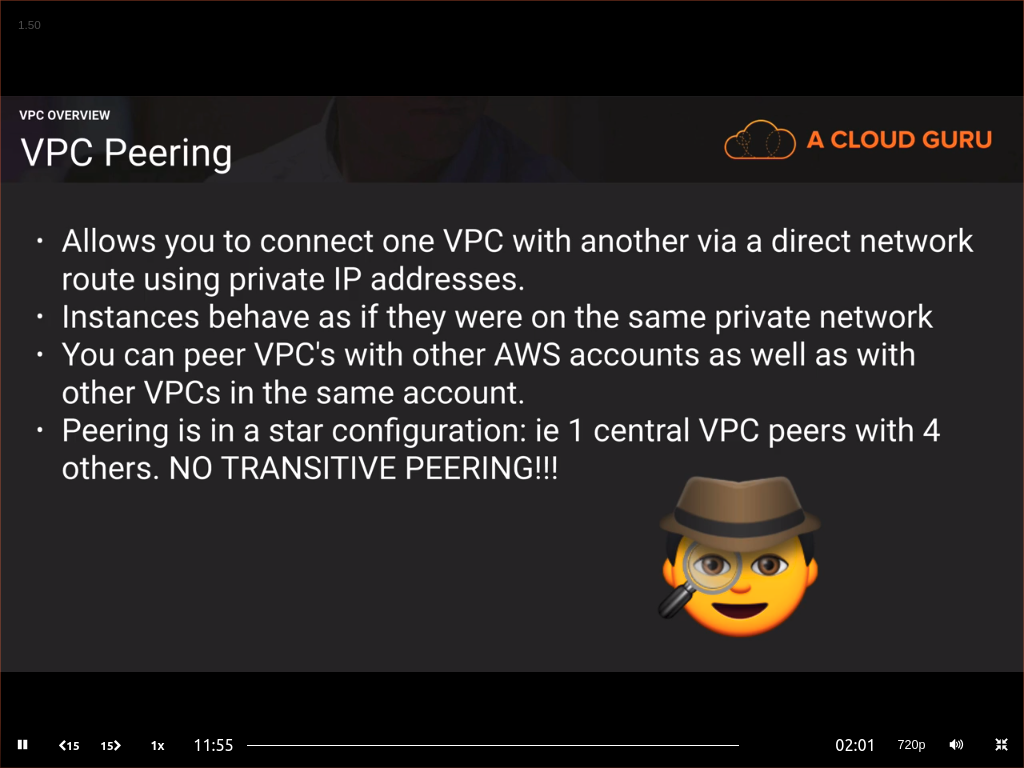 1.50
VPC OVERVIEW
VPC Peering
A CLOUD GURU
• Allows you to connect one VPC with another via a direct network
route using private IP addresses.
• Instances behave as if they were on the same private network
• You can peer VPC's with other AWS accounts as well as with
other VPCs in the same account.
• Peering is in a star configuration: ie 1 central VPC peers with 4
others. NO TRANSITIVE PEERING!!!
15 15 1x 11:55 02:01 720p